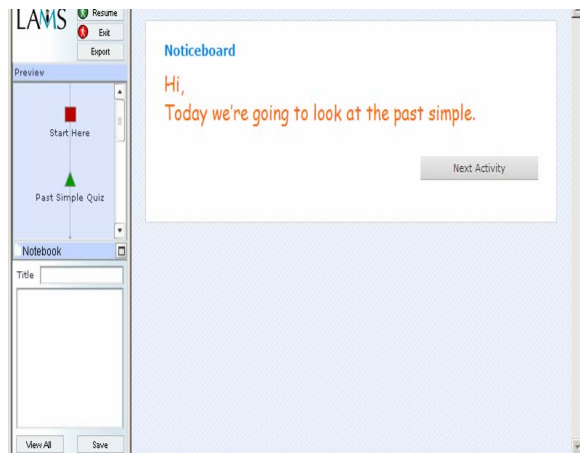 LAMS
Resume
Exit
Export
Preview
Start Here
Past Simple Quiz
Notebook
Title
View All
Save
Noticeboard
Hi,
Today we're going to look at the past simple.
Next Activity